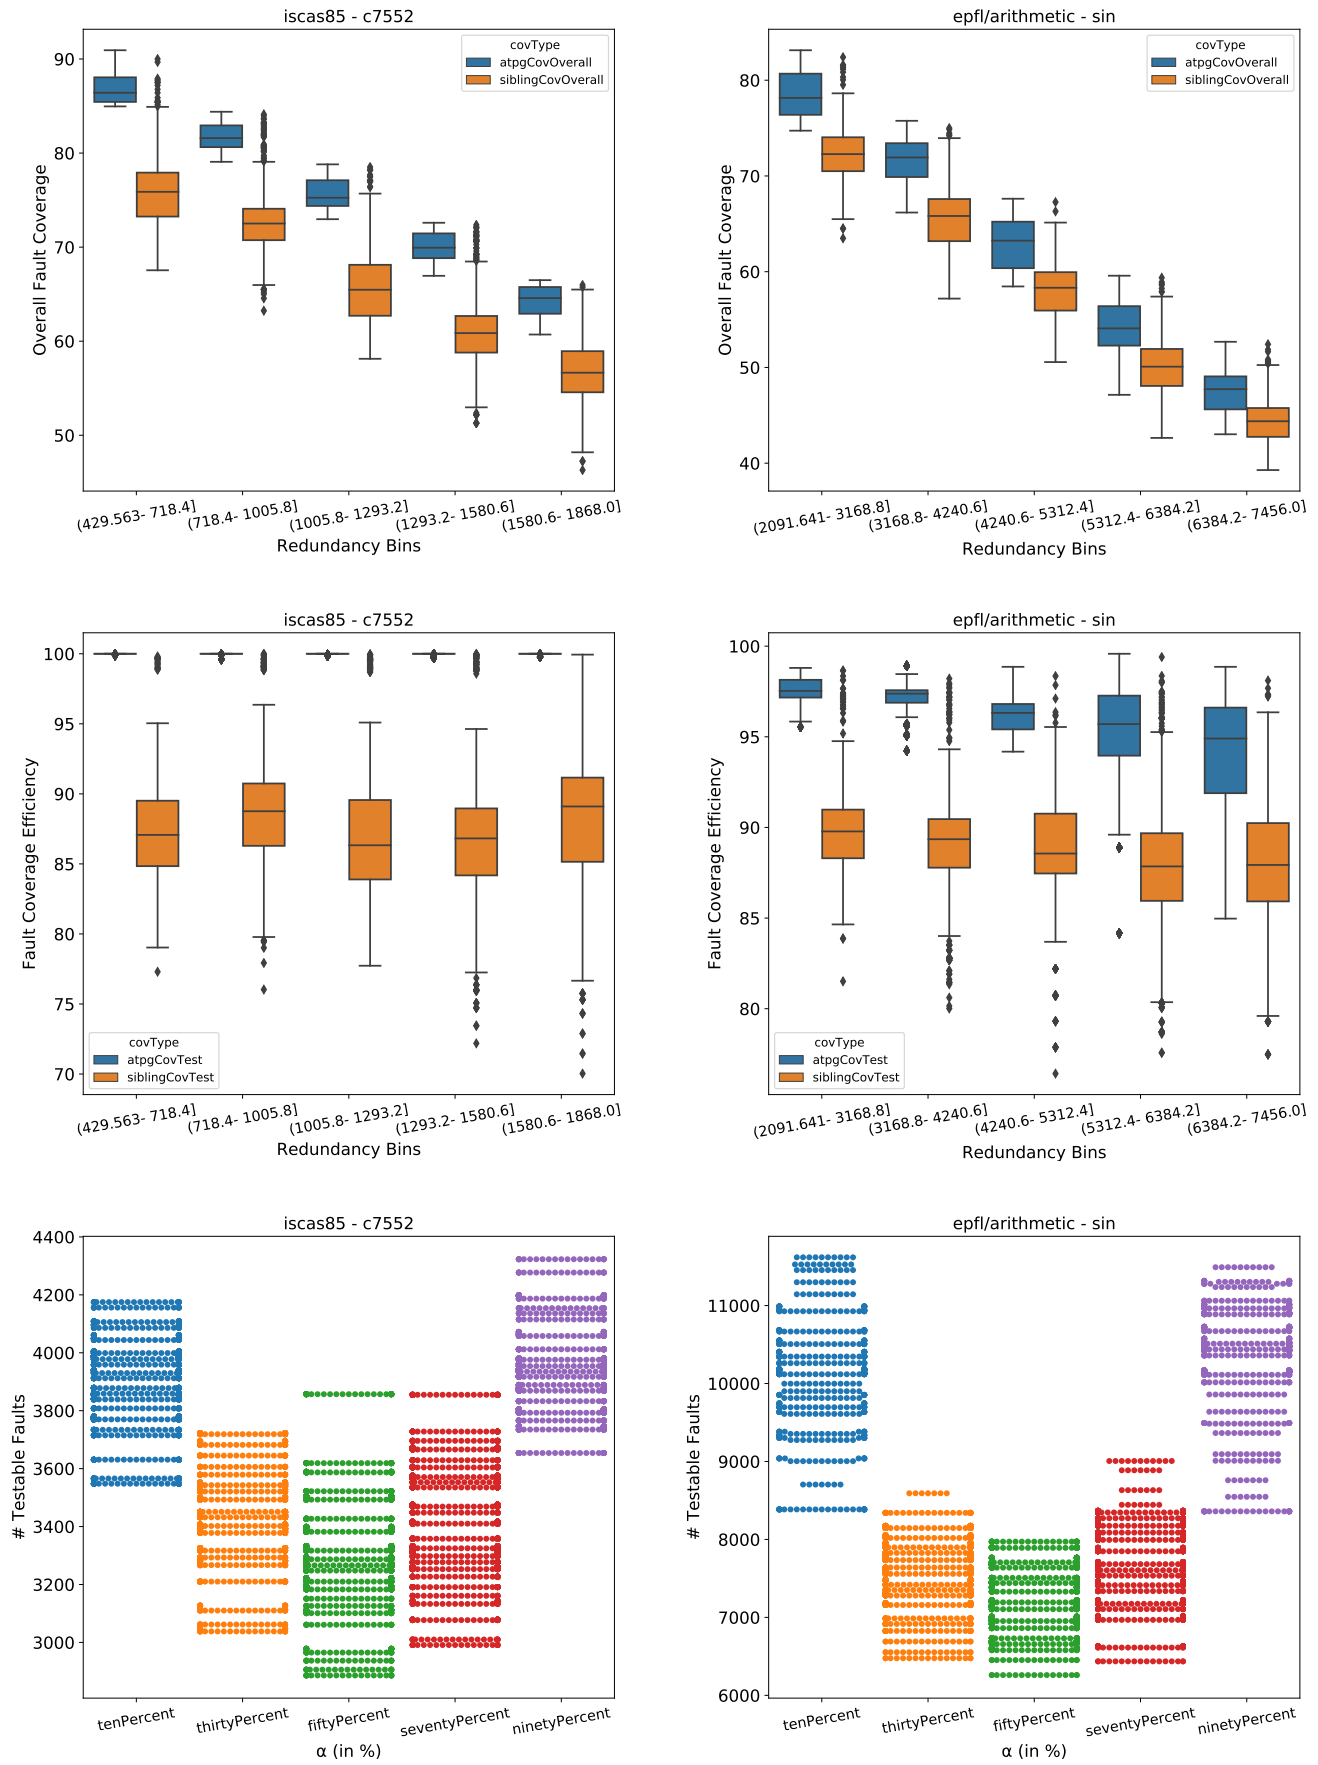 iscas85 - c7552
Overall Fault Coverage
90
80
70
60
50
covType
atpgCovOverall
siblingCovOverall
(429.563- 718.4]
(718.4- 1005.8]
(1005.8- 1293.2]
(1293.2- 1580.6]
(1580.6- 1868.0]
Redundancy Bins
epfl/arithmetic - sin
Overall Fault Coverage
80
70
60
50
40
covType
atpgCovOverall
siblingCovOverall
(2091.641- 3168.8]
(3168.8- 4240.6]
(4240.6- 5312.4]
(5312.4- 6384.2]
(6384.2- 7456.0]
Redundancy Bins
iscas85 - c7552
Fault Coverage Efficiency
100
95
90
85
80
75
70
covType
atpgCovTest
siblingCovTest
(429.563- 718.4]
(718.4- 1005.8]
(1005.8- 1293.2]
(1293.2- 1580.6]
(1580.6- 1868.0]
Redundancy Bins
epfl/arithmetic - sin
Fault Coverage Efficiency
100
95
90
85
80
covType
atpgCovTest
siblingCovTest
(2091.641- 3168.8]
(3168.8- 4240.6]
(4240.6- 5312.4]
(5312.4- 6384.2]
(6384.2- 7456.0]
Redundancy Bins
iscas85 - c7552
# Testable Faults
4400
4200
4000
3800
3600
3400
3200
3000
tenPercent
thirtyPercent
fiftyPercent
seventyPercent
ninetyPercent
α (in %)
epfl/arithmetic - sin
# Testable Faults
11000
10000
9000
8000
7000
6000
tenPercent
thirtyPercent
fiftyPercent
seventyPercent
ninetyPercent
α (in %)